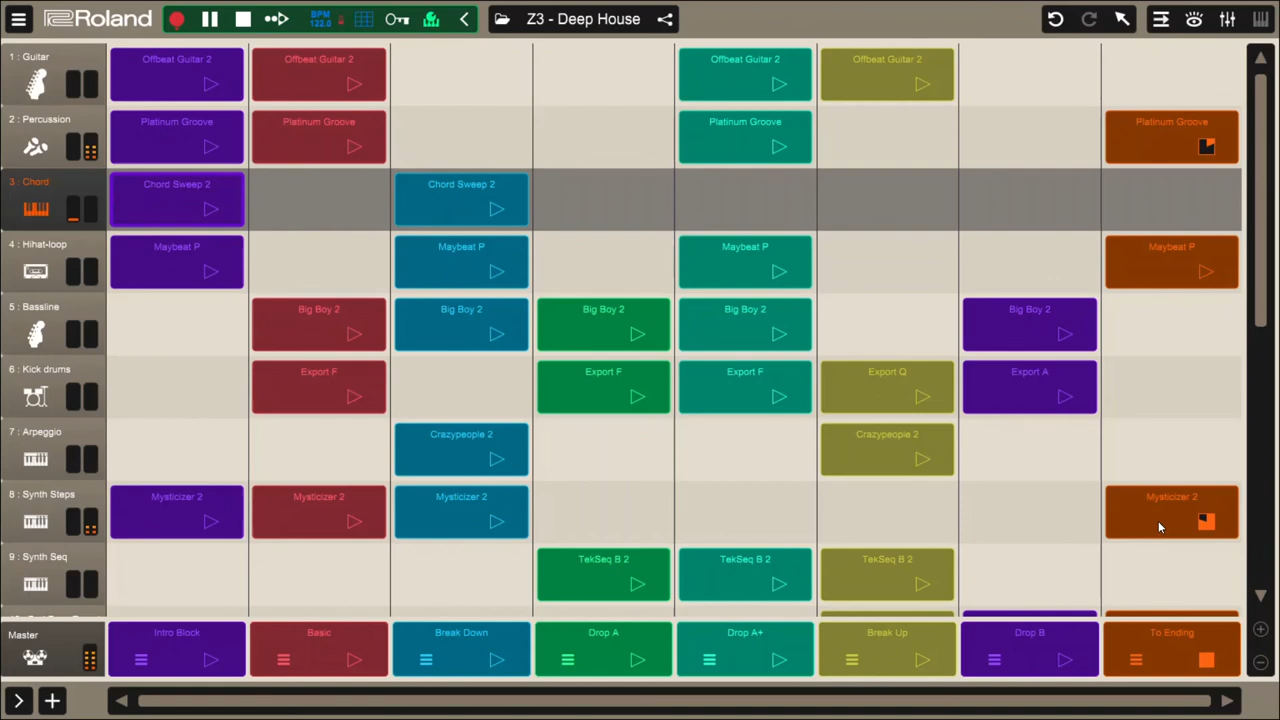 Roland
BPM
122.0
Z3 - Deep House
1 : Guitar
Offbeat Guitar 2
Offbeat Guitar 2
Offbeat Guitar 2
Offbeat Guitar 2
2 : Percussion
Platinum Groove
Platinum Groove
Platinum Groove
Platinum Groove
3 : Chord
Chord Sweep 2
Chord Sweep 2
4 : Hihat-loop
Maybeat P
Maybeat P
Maybeat P
Maybeat P
5 : Bassline
Big Boy 2
Big Boy 2
Big Boy 2
Big Boy 2
Big Boy 2
6 : Kick drums
Export F
Export F
Export F
Export Q
Export A
7 : Arpeggio
Crazypeople 2
Crazypeople 2
8 : Synth Steps
Mysticizer 2
Mysticizer 2
Mysticizer 2
Mysticizer 2
9 : Synth Seq
TekSeq B 2
TekSeq B 2
TekSeq B 2
Master
Intro Block
Basic
Break Down
Drop A
Drop A+
Break Up
Drop B
To Ending